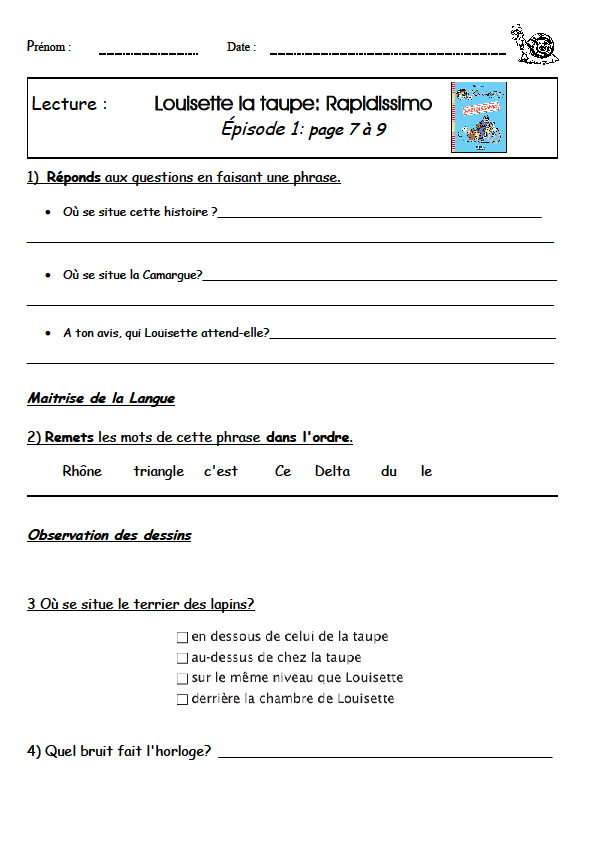 Prénom : Date :
Lecture : Louisette la taupe: Rapidissimo
Épisode 1: page 7 à 9
1) Réponds aux questions en faisant une phrase.
• Où se situe cette histoire ?
• Où se situe la Camargue?
• A ton avis, qui Louisette attend-elle?
Maitrise de la Langue
2) Remets les mots de cette phrase dans l'ordre.
Rhône triangle c'est Ce Delta du le
Observation des dessins
3 Où se situe le terrier des lapins?
en dessous de celui de la taupe
au-dessus de chez la taupe
sur le même niveau que Louisette
derrière la chambre de Louisette
4) Quel bruit fait l'horloge?